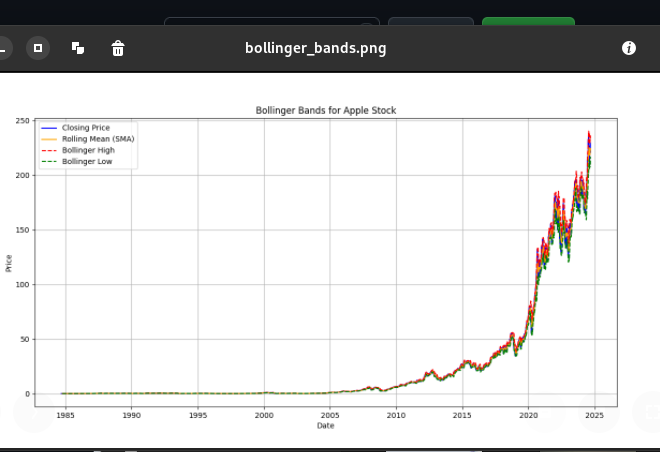 bollinger_bands.png
Bollinger Bands for Apple Stock
Closing Price
Rolling Mean (SMA)
Bollinger High
Bollinger Low
250
200
150
100
50
0
Price
1985 1990 1995 2000 2005 2010 2015 2020 2025
Date